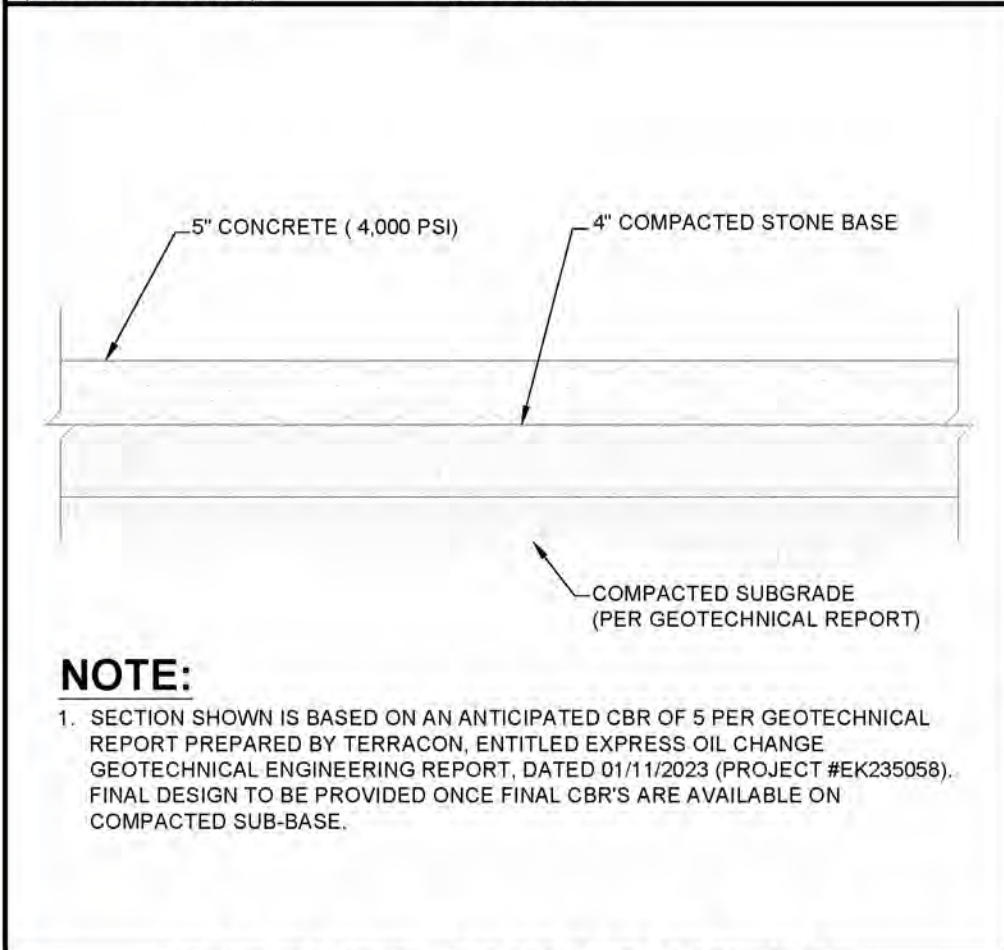 5" CONCRETE ( 4,000 PSI)
4" COMPACTED STONE BASE
COMPACTED SUBGRADE
(PER GEOTECHNICAL REPORT)
NOTE:
1. SECTION SHOWN IS BASED ON AN ANTICIPATED CBR OF 5 PER GEOTECHNICAL
REPORT PREPARED BY TERRACON, ENTITLED EXPRESS OIL CHANGE
GEOTECHNICAL ENGINEERING REPORT, DATED 01/11/2023 (PROJECT #EK235058).
FINAL DESIGN TO BE PROVIDED ONCE FINAL CBR'S ARE AVAILABLE ON
COMPACTED SUB-BASE.